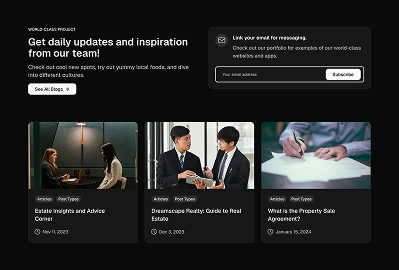 WORLD-CLASS PROJECT
Get daily updates and inspiration
from our team!
Check out cool new spots, try out yummy local foods, and dive
into different cultures.
See All Blogs →
Link your email for messaging.
Check out our portfolio for examples of our world-class
websites and apps.
Your email address
Subscribe
Articles Post Types
Estate Insights and Advice
Corner
Nov 11, 2023
Articles Post Types
Dreamscape Realty: Guide to Real
Estate
Dec 3, 2023
Articles Post Types
What is the Property Sale
Agreement?
January 15, 2024